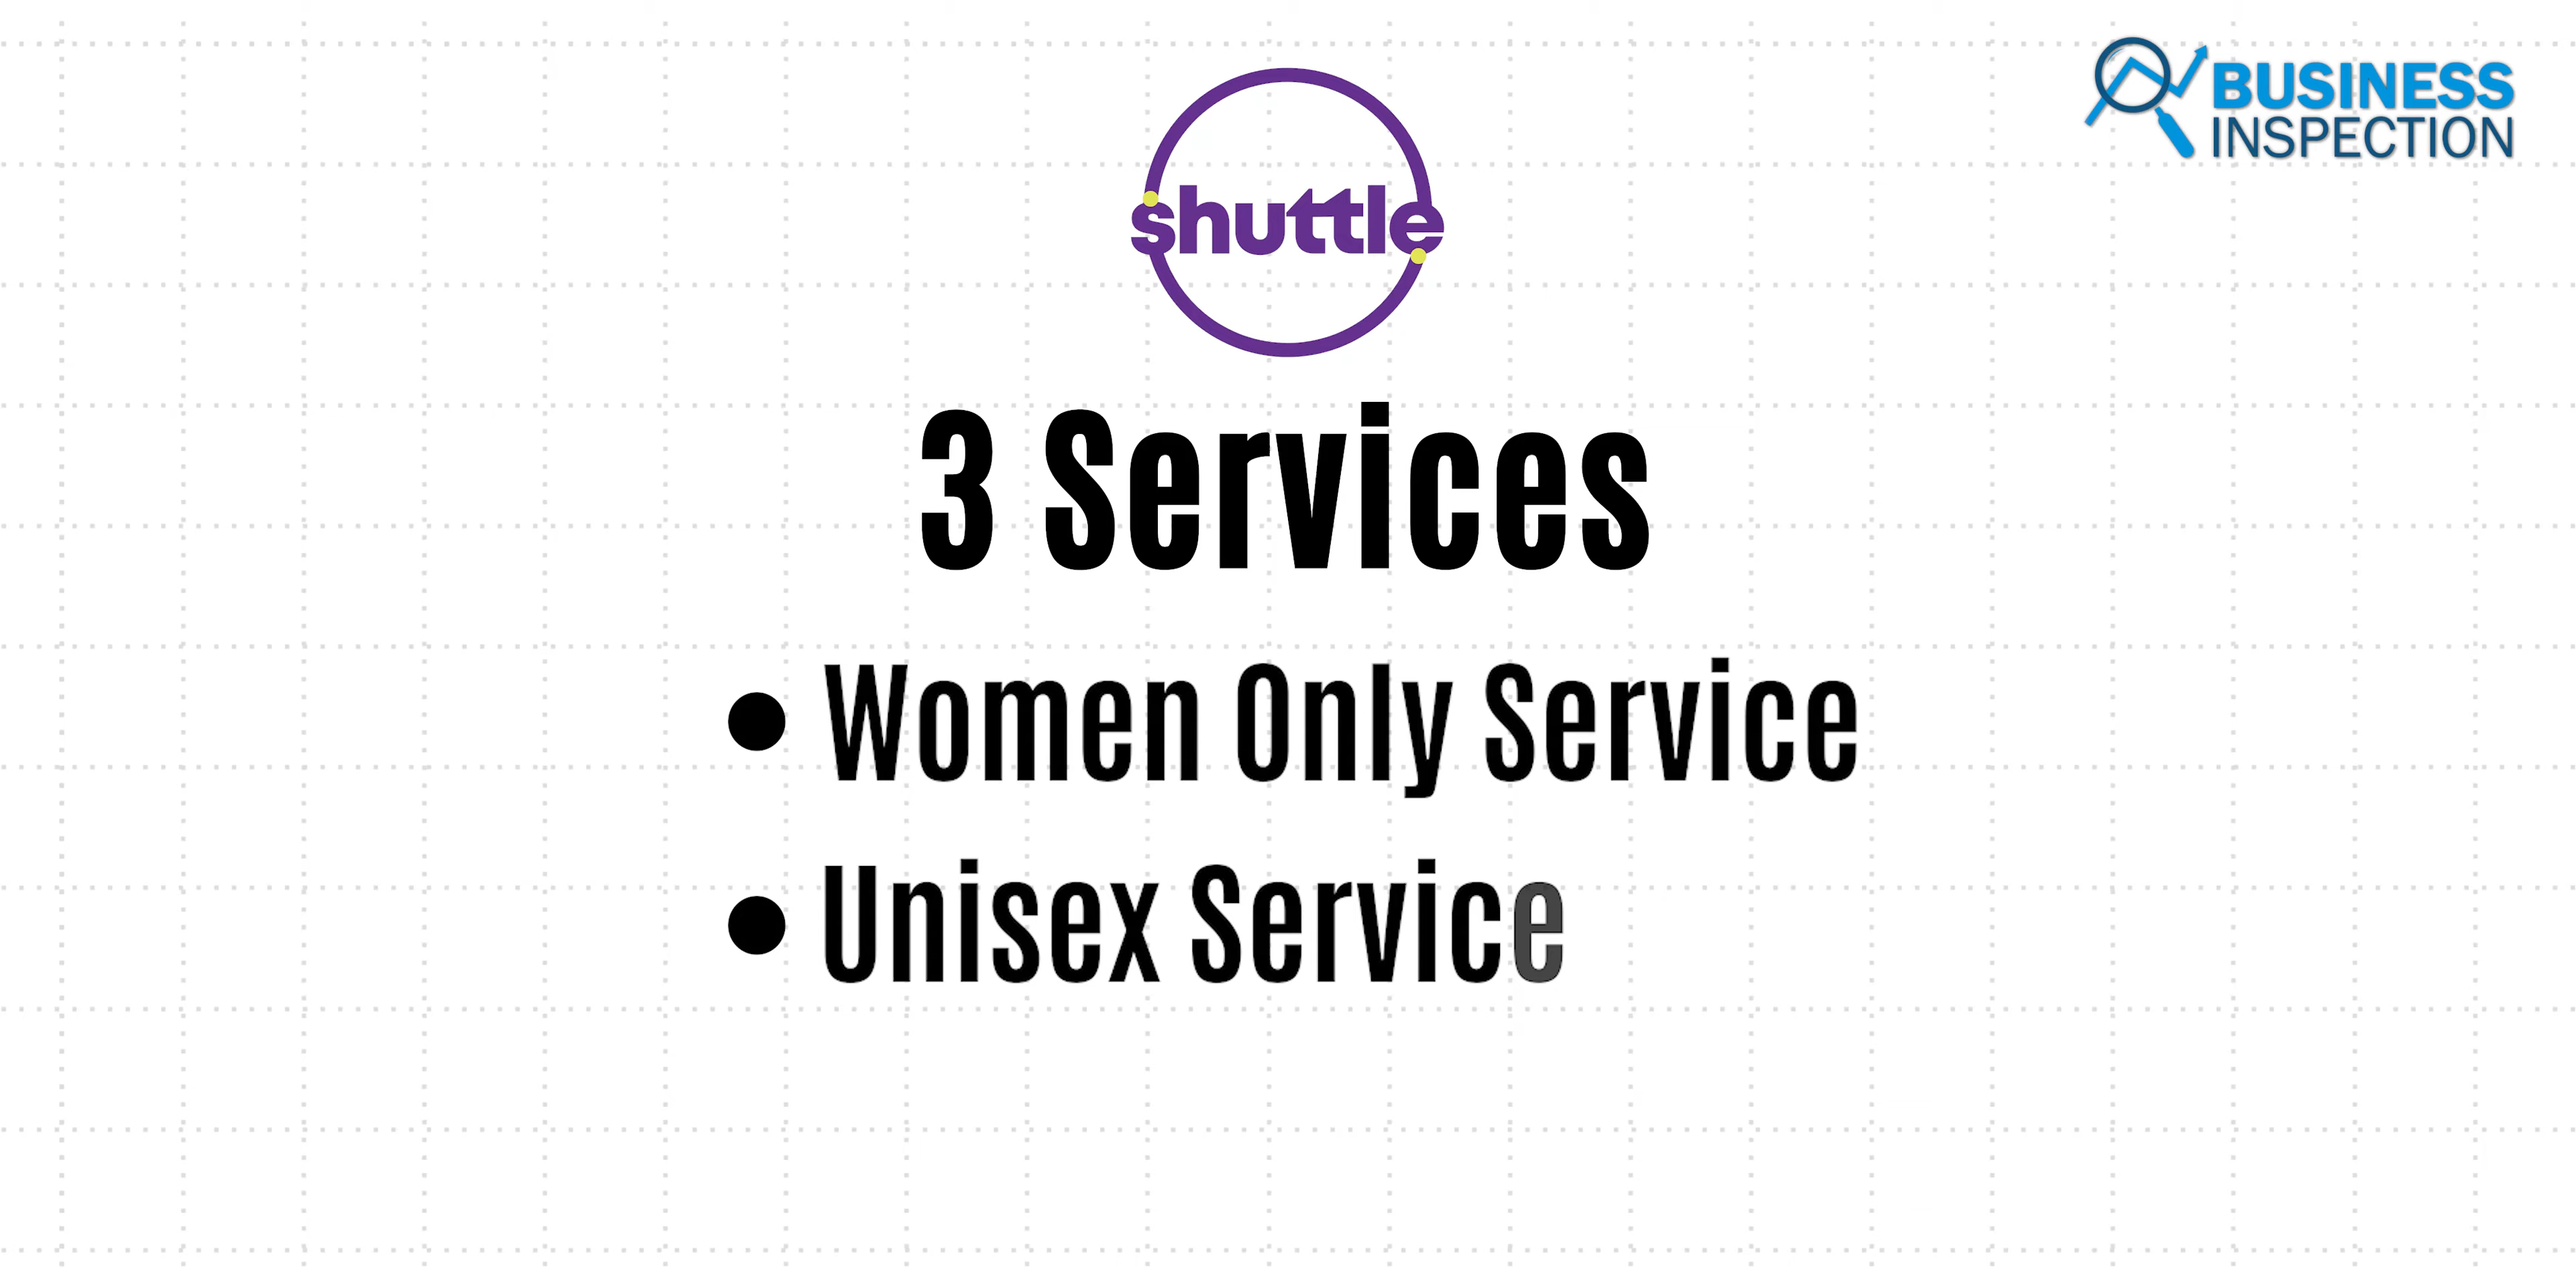 BUSINESS
INSPECTION
shuttle
3 Services
• Women Only Service
• Unisex Service